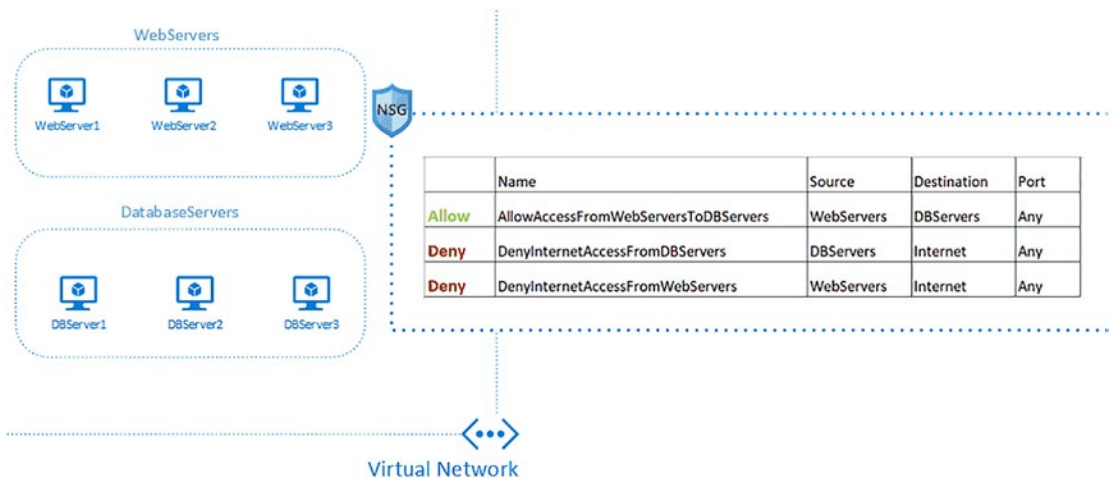 WebServers
WebServer1 WebServer2 WebServer3
NSG
Name Source Destination Port
Allow AllowAccessFromWebServersToDBServers WebServers DBServers Any
Deny DenyInternetAccessFromDBServers DBServers Internet Any
Deny DenyInternetAccessFromWebServers WebServers Internet Any
DatabaseServers
DBServer1 DBServer2 DBServer3
Virtual Network